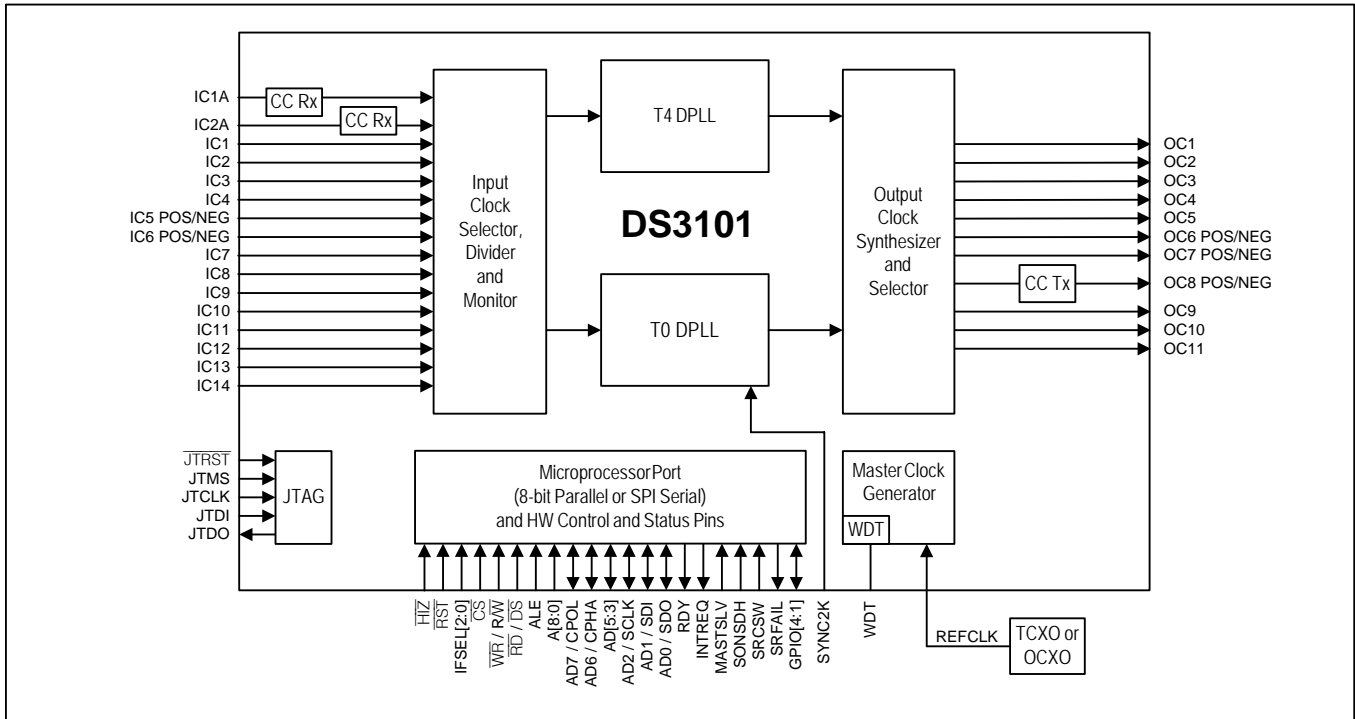 IC1A
CC Rx
IC2A
CC Rx
IC1
IC2
IC3
IC4
IC5 POS/NEG
IC6 POS/NEG
IC7
IC8
IC9
IC10
IC11
IC12
IC13
IC14
Input
Clock
Selector,
Divider
and
Monitor
T4 DPLL
DS3101
T0 DPLL
Output
Clock
Synthesizer
and
Selector
CC Tx
OC1
OC2
OC3
OC4
OC5
OC6 POS/NEG
OC7 POS/NEG
OC8 POS/NEG
OC9
OC10
OC11
JTRST
JTMS
JTCLK
JTDI
JTDO
JTAG
Microprocessor Port
(8-bit Parallel or SPI Serial)
and HW Control and Status Pins
Master Clock
Generator
WDT
HIZ
RST
IFSEL[2:0]
CS
WR / R/W
RD / DS
ALE
A[8:0]
AD7 / CPOL
AD6 / CPHA
AD[5:3]
AD2 / SCLK
AD1 / SDI
AD0 / SDO
RDY
INTREQ
MASTSLV
SONSDH
SRCSW
SRFAIL
GPIO[4:1]
SYNC2K
WDT
REFCLK
TCXO or
OCXO